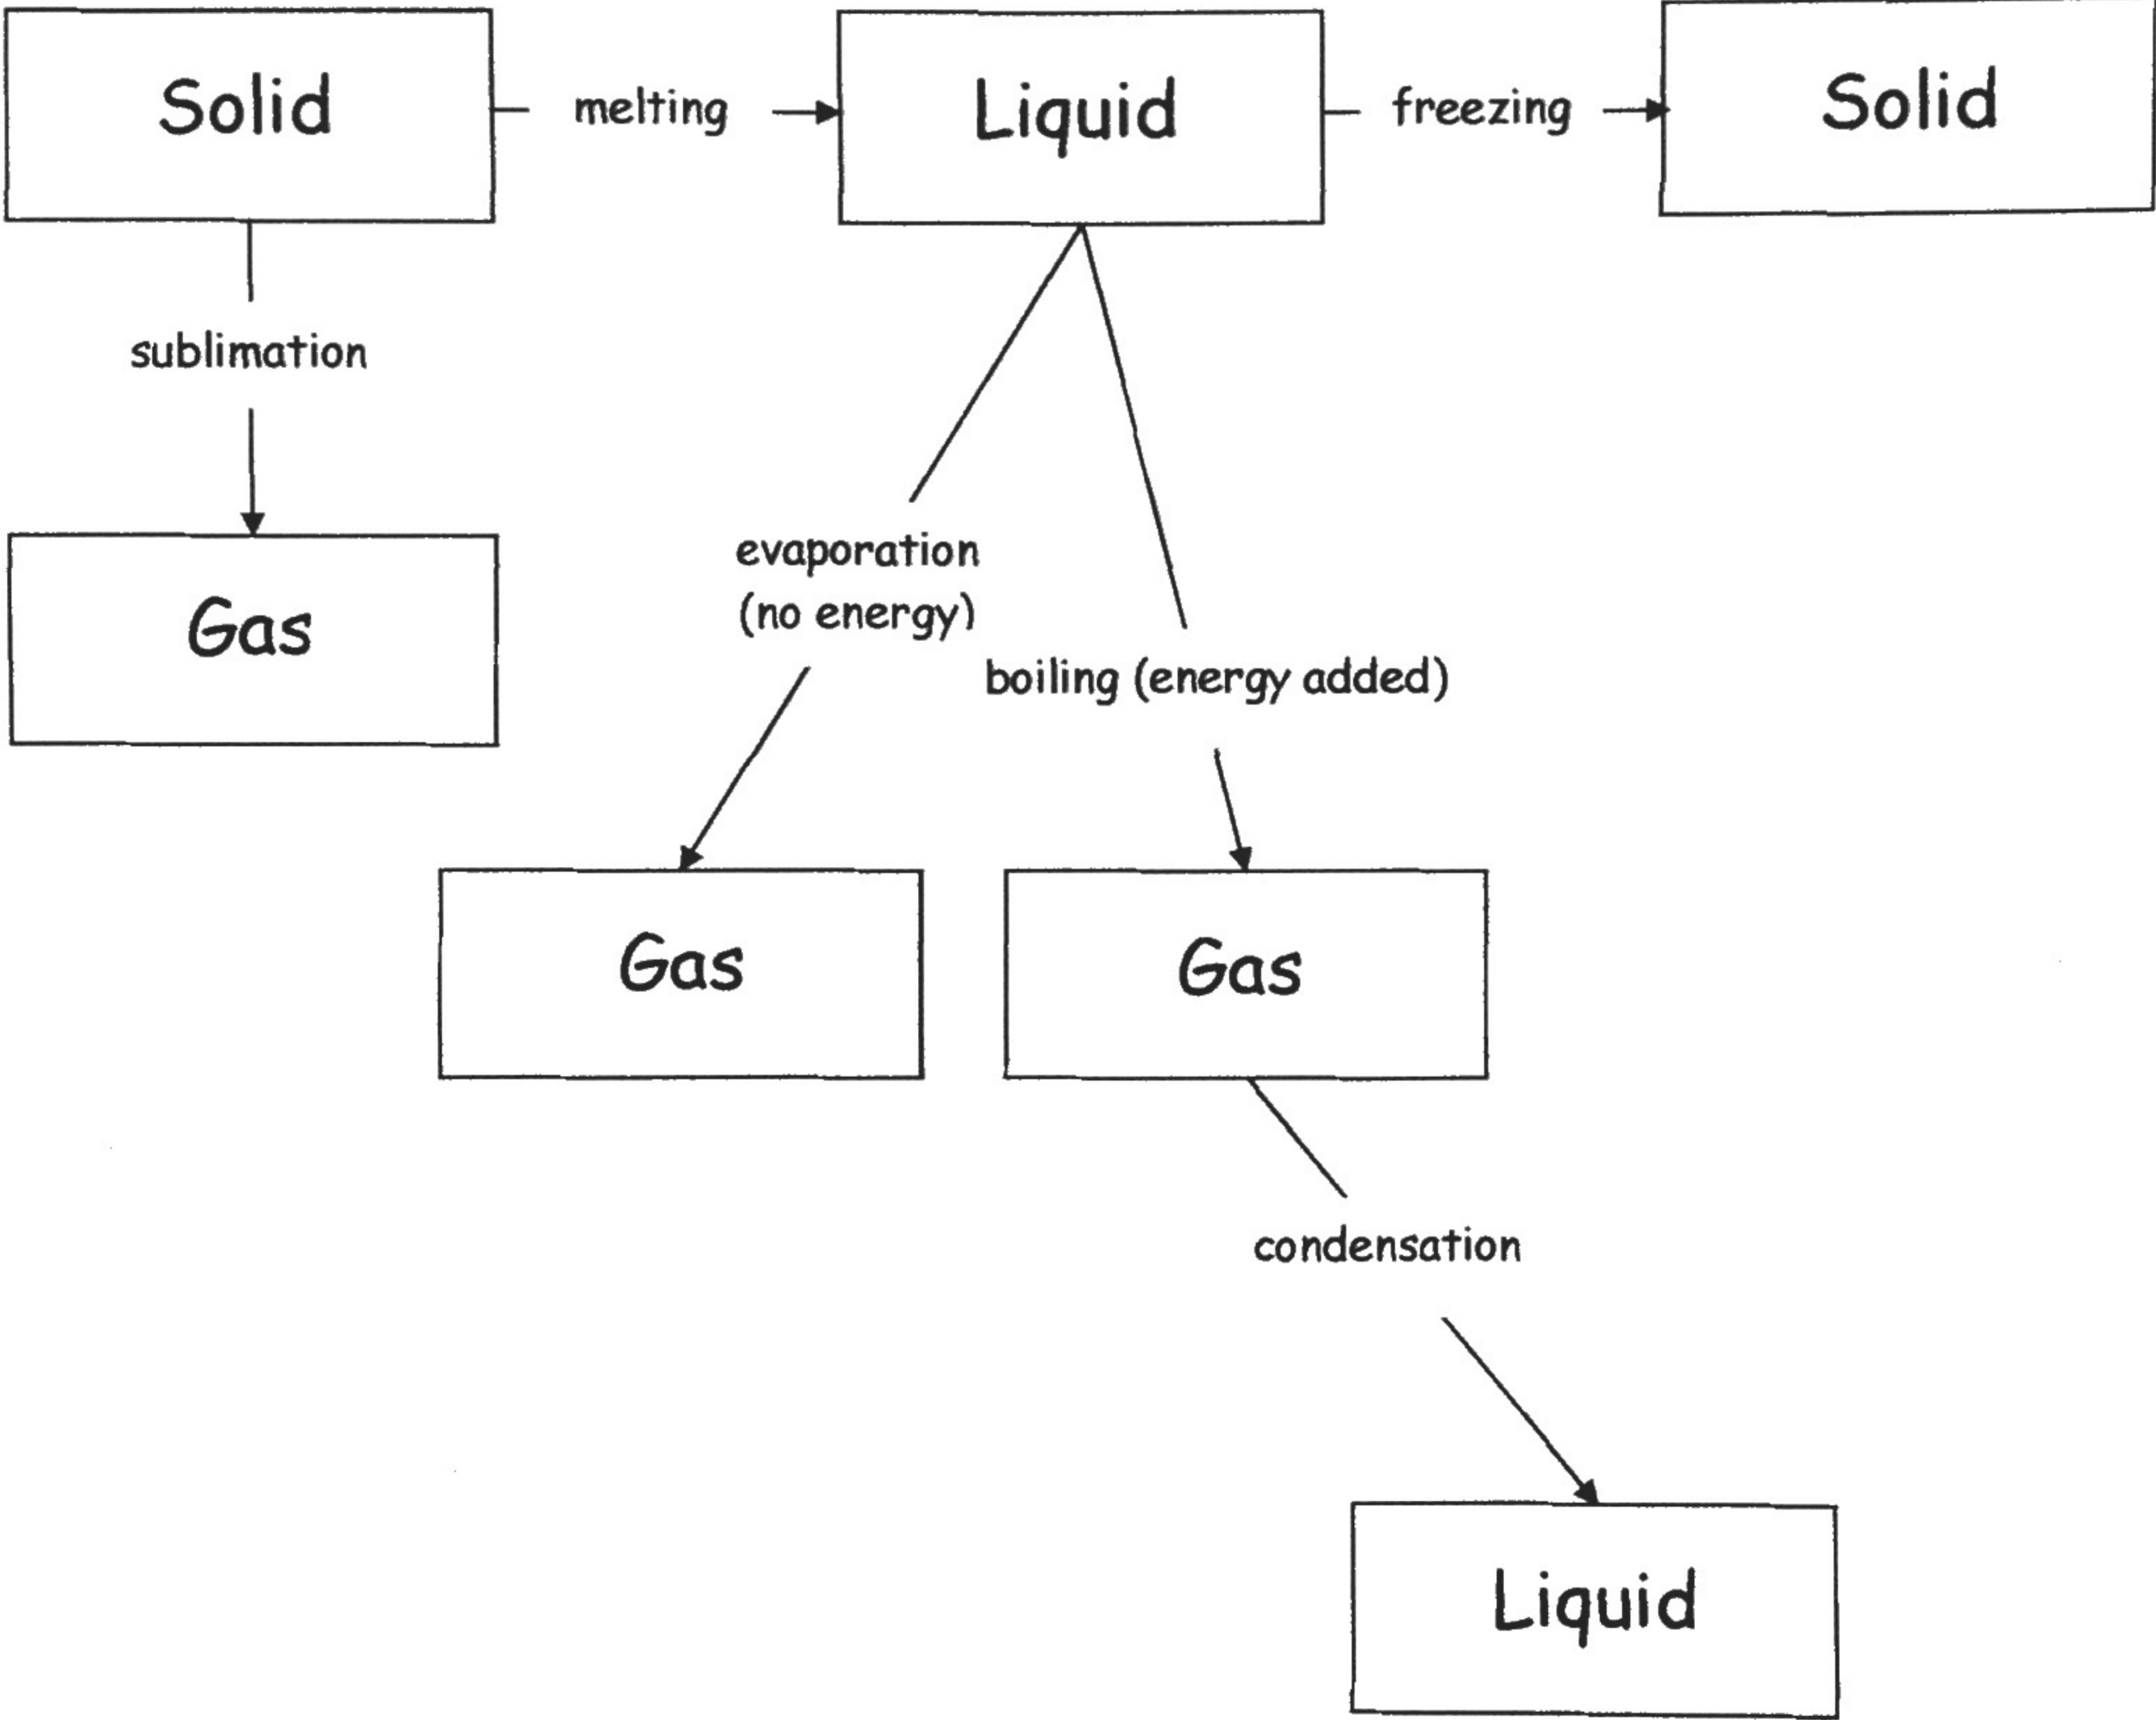 Solid
melting
Liquid
freezing
Solid
sublimation
evaporation
(no energy)
boiling (energy added)
Gas
Gas
Gas
condensation
Liquid